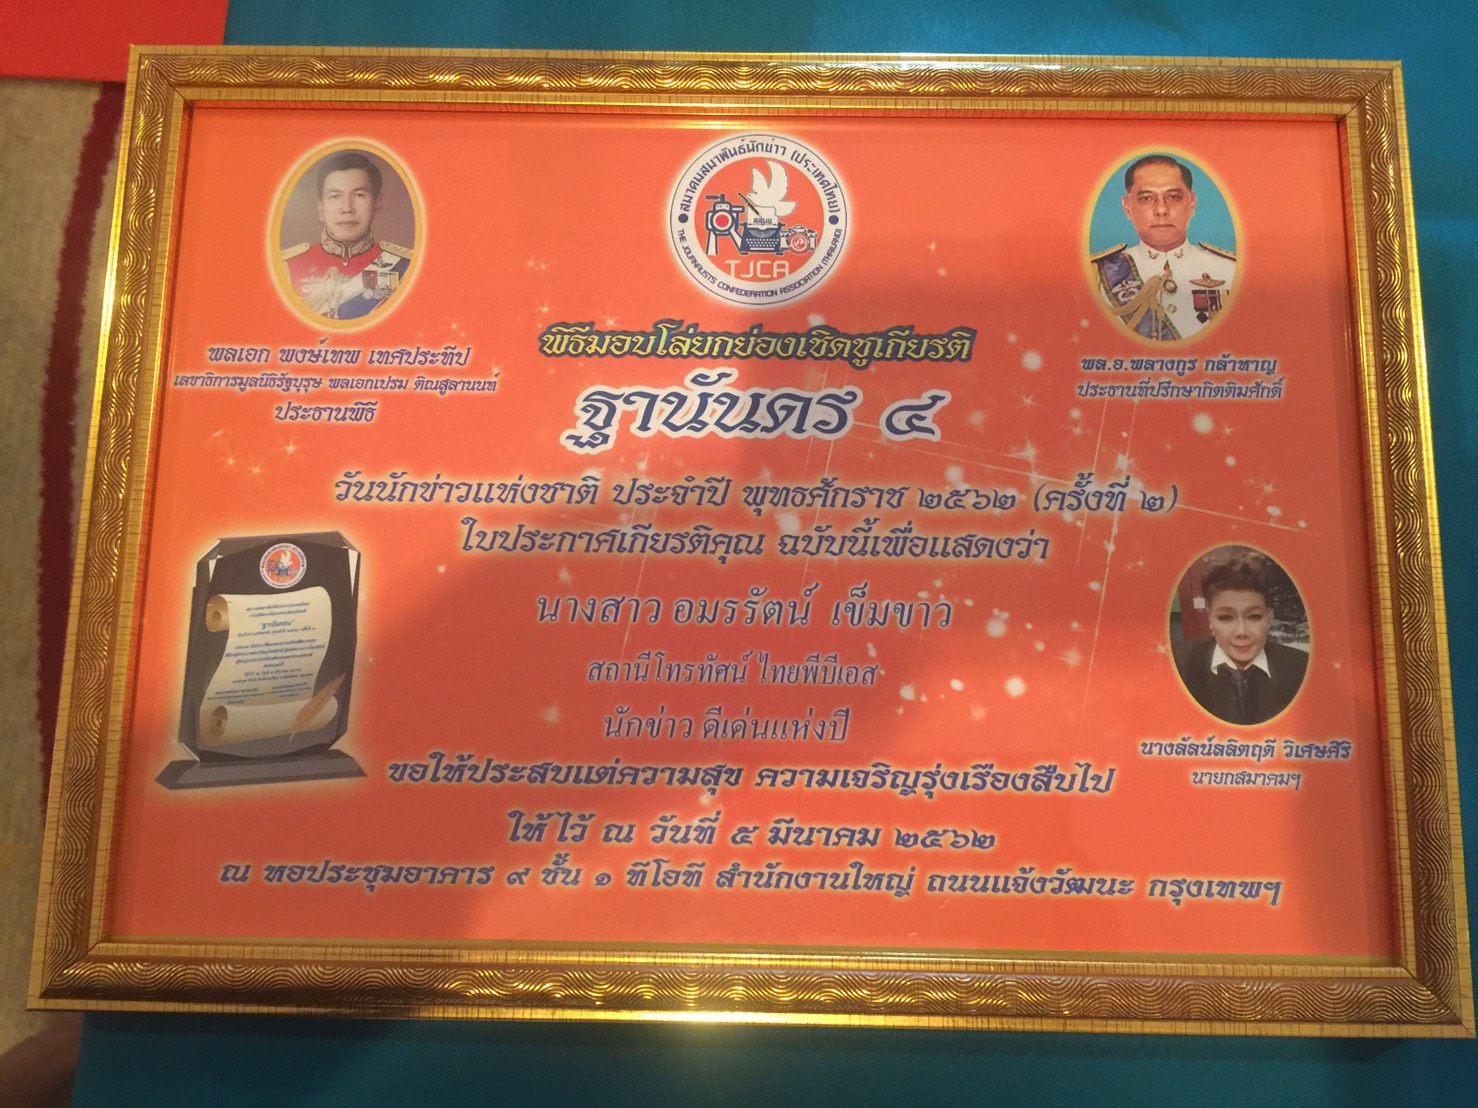 สมาคมสมาพันธ์นักข่าว (ประเทศไทย)
สสนข
TJCA
THE JOURNALISTS CONFEDERATION ASSOCIATION (THAILAND)
พิธีมอบโล่ยกย่องเชิดชูเกียรติ
ฐานันดร ๔
พลเอก พงษ์เทพ เทศประทีป
เลขาธิการมูลนิธิรัฐบุรุษ พลเอกเปรม ติณสูลานนท์
ประธานพิธี
พล.อ.พลางกูร กล้าหาญ
ประธานที่ปรึกษากิตติมศักดิ์
วันนักข่าวแห่งชาติ ประจำปี พุทธศักราช ๒๕๖๒ (ครั้งที่ ๒)
ใบประกาศเกียรติคุณ ฉบับนี้เพื่อแสดงว่า
นางสาว อมรรัตน์ เข็มขาว
สถานีโทรทัศน์ ไทยพีบีเอส
นักข่าว ดีเด่นแห่งปี
นางลัลน์ลลิตฤดี วิเศษศิริ
นายกสมาคมฯ
ขอให้ประสบแต่ความสุข ความเจริญรุ่งเรืองสืบไป
ให้ไว้ ณ วันที่ ๕ มีนาคม ๒๕๖๒
ณ หอประชุมอาคาร ๙ ชั้น ๑ ทีโอที สำนักงานใหญ่ ถนนแจ้งวัฒนะ กรุงเทพฯ